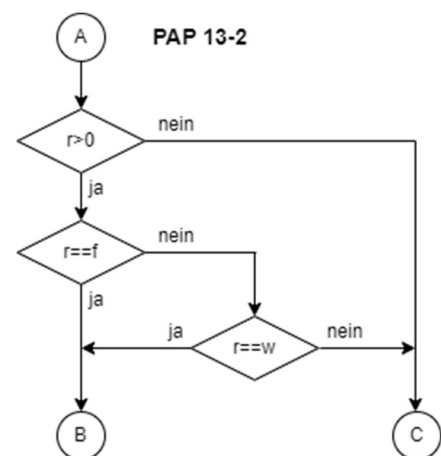 A
PAP 13-2
r>0
nein
ja
r==f
nein
ja
ja
r==w
nein
B
C